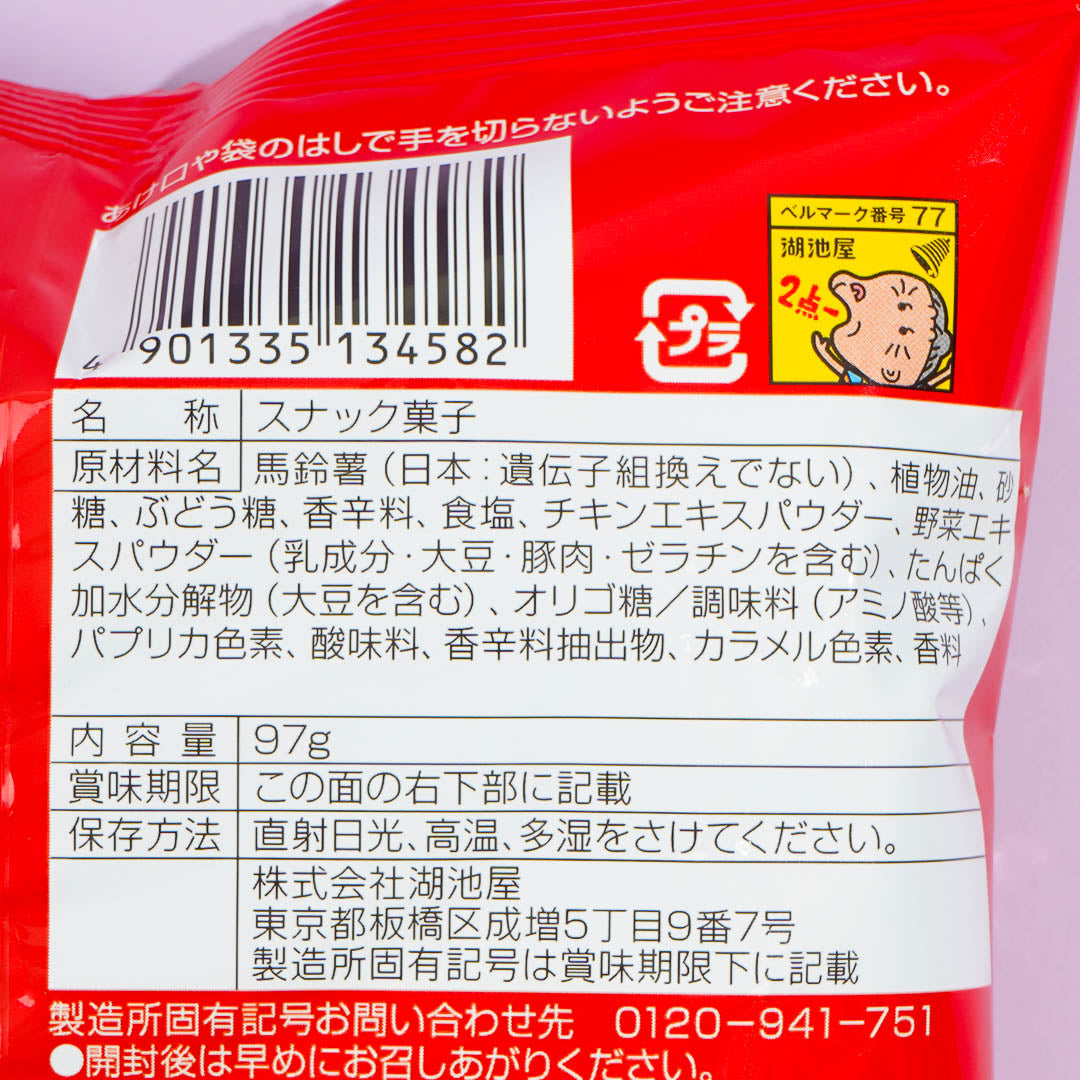 あけ口や袋のはしで手を切らないようご注意ください。
4 901335 134582
プラ
ベルマーク番号 77
湖池屋
2点
名称 スナック菓子
原材料名 馬鈴薯（日本：遺伝子組換えでない）、植物油、砂
糖、ぶどう糖、香辛料、食塩、チキンエキスパウダー、野菜エキ
スパウダー（乳成分・大豆・豚肉・ゼラチンを含む）、たんぱく
加水分解物（大豆を含む）、オリゴ糖／調味料（アミノ酸等）、
パプリカ色素、酸味料、香辛料抽出物、カラメル色素、香料
内容量 97g
賞味期限 この面の右下部に記載
保存方法 直射日光、高温、多湿をさけてください。
株式会社湖池屋
東京都板橋区成増5丁目9番7号
製造所固有記号は賞味期限下に記載
製造所固有記号お問い合わせ先 0120-941-751
●開封後は早めにお召しあがりください。